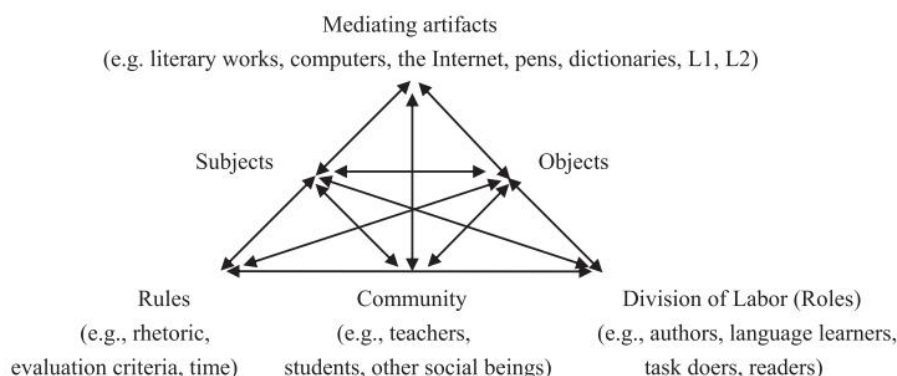 Mediating artifacts
(e.g. literary works, computers, the Internet, pens, dictionaries, L1, L2)
Subjects
Objects
Rules
(e.g., rhetoric,
evaluation criteria, time)
Community
(e.g., teachers,
students, other social beings)
Division of Labor (Roles)
(e.g., authors, language learners,
task doers, readers)